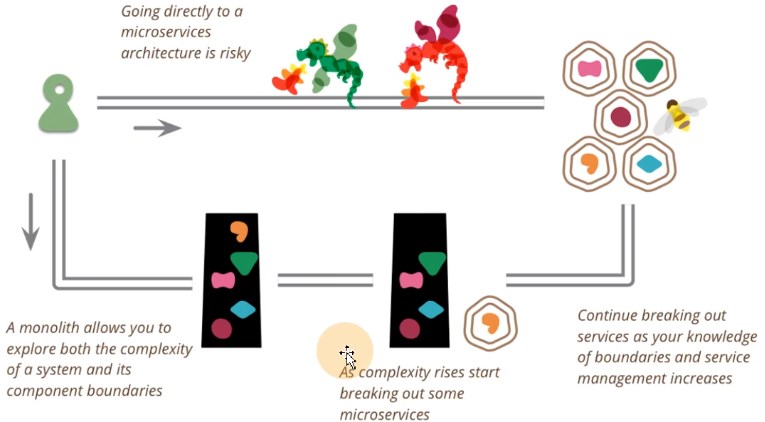 Going directly to a
microservices
architecture is risky
A monolith allows you to
explore both the complexity
of a system and its
component boundaries
As complexity rises start
breaking out some
microservices
Continue breaking out
services as your knowledge
of boundaries and service
management increases